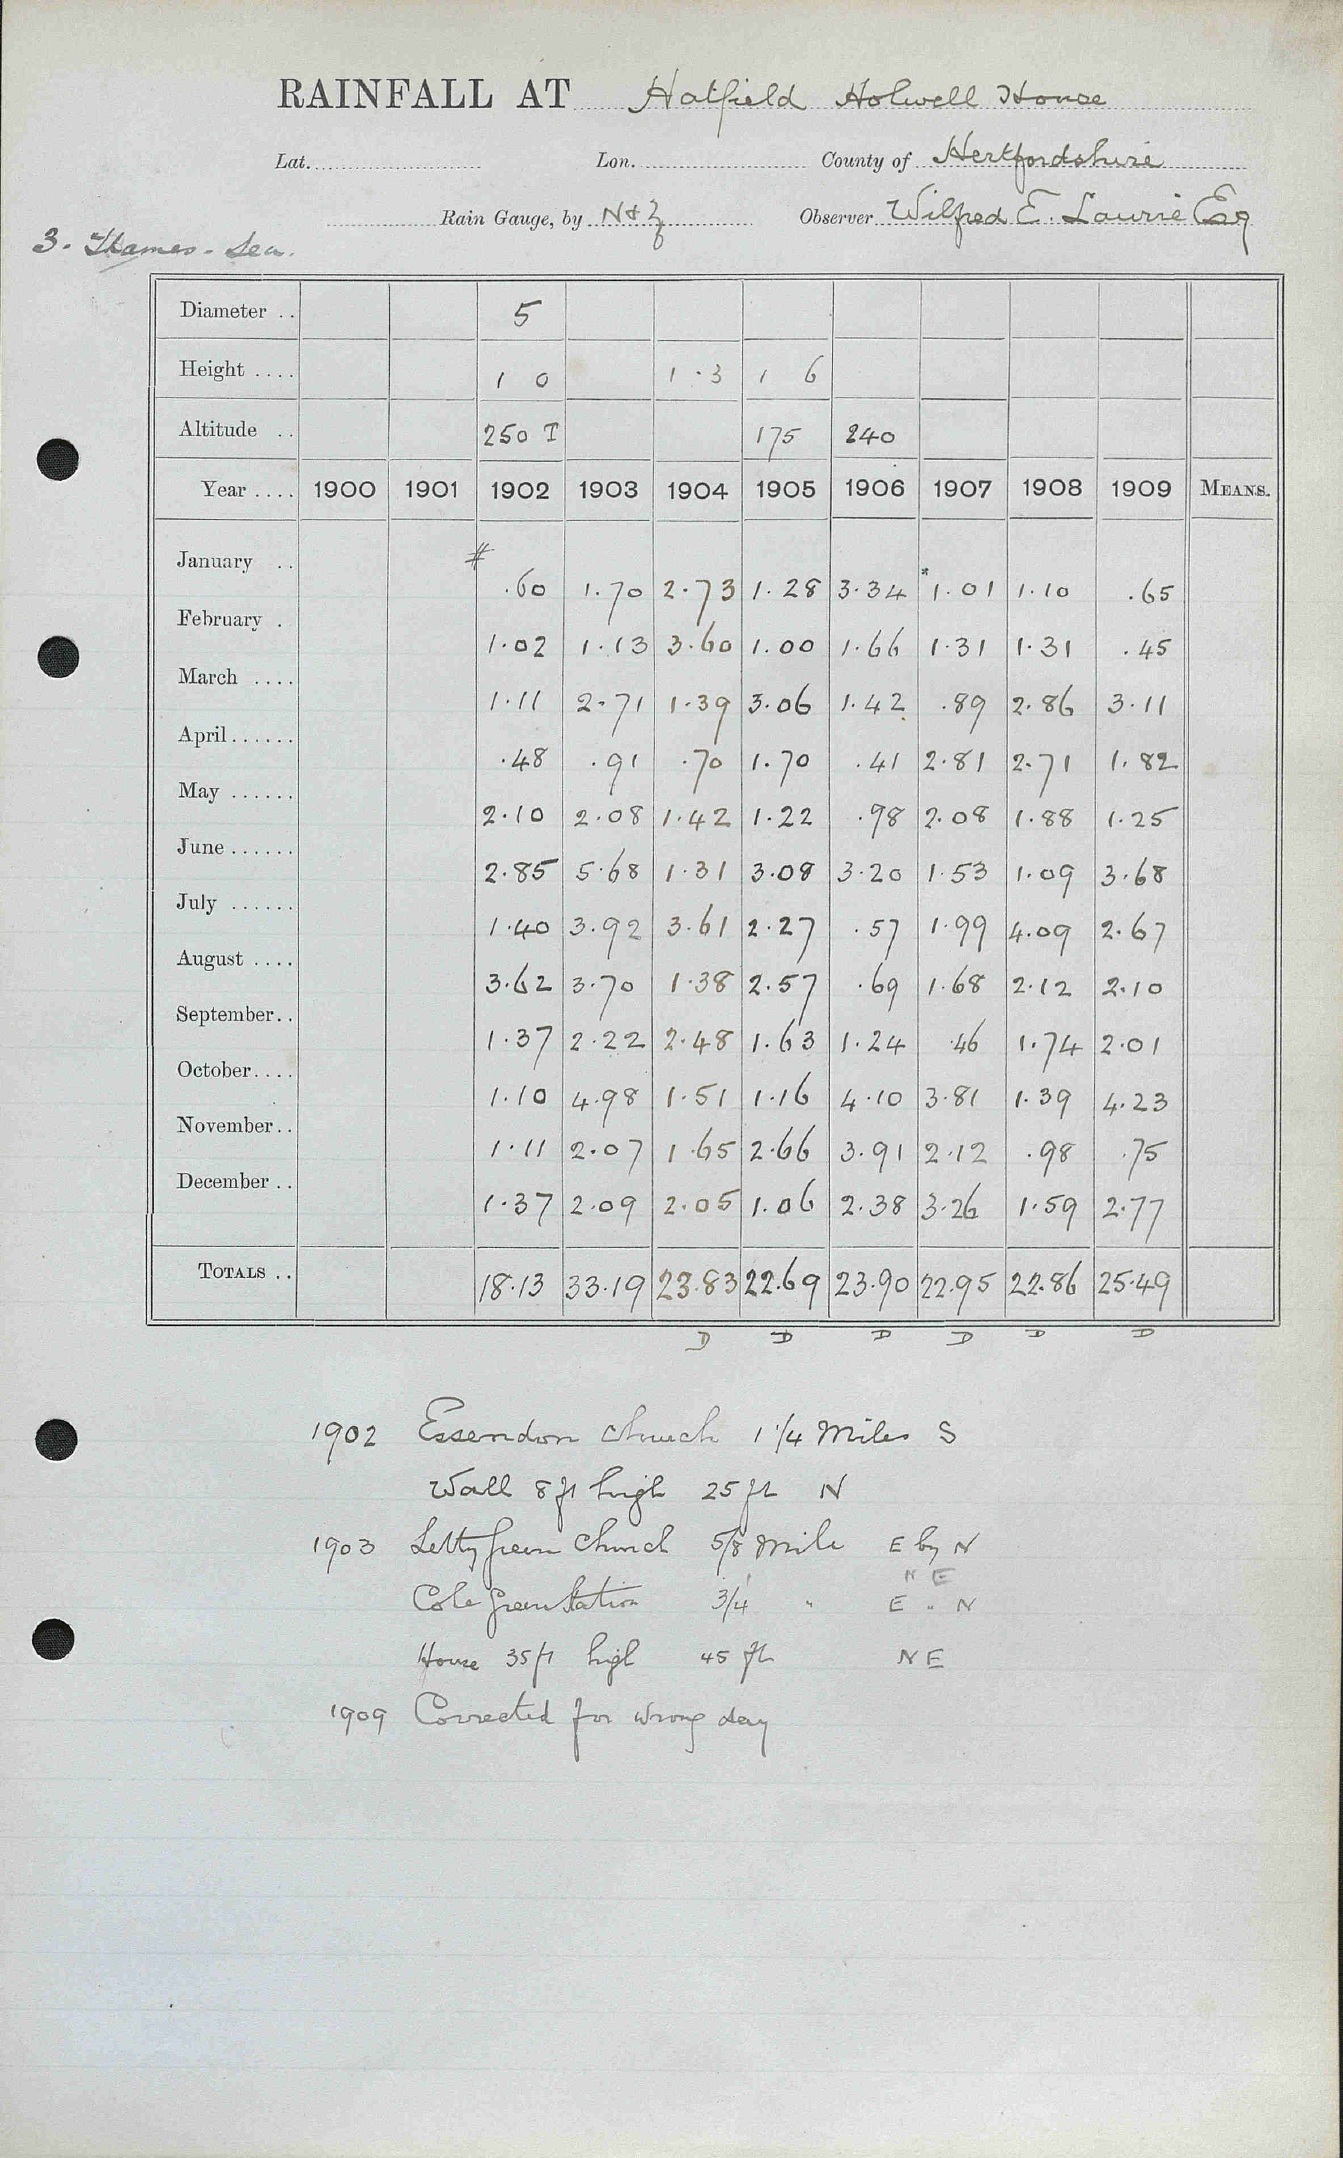 RAINFALL AT Hatfield Holwell House
Lat. Lon. County of Hertfordshire
Rain Gauge, by N&Z Observer Wilfred E. Laurie Esq
3. Thames - Sea.
Diameter .. 5
Height .... 1 0 1.3 1 6
Altitude .. 250 T 175 240
Year .... 1900 1901 1902 1903 1904 1905 1906 1907 1908 1909 MEANS.
#
January .. .60 1.70 2.73 1.28 3.34 *1.01 1.10 .65
February . 1.02 1.13 3.60 1.00 1.66 1.31 1.31 .45
March .... 1.11 2.71 1.39 3.06 1.42 .89 2.86 3.11
April...... .48 .91 .70 1.70 .41 2.81 2.71 1.82
May ...... 2.10 2.08 1.42 1.22 .98 2.08 1.88 1.25
June ...... 2.85 5.68 1.31 3.08 3.20 1.53 1.09 3.68
July ...... 1.40 3.92 3.61 2.27 .57 1.99 4.09 2.67
August .... 3.62 3.70 1.38 2.57 .69 1.68 2.12 2.10
September.. 1.37 2.22 2.48 1.63 1.24 .46 1.74 2.01
October.... 1.10 4.98 1.51 1.16 4.10 3.81 1.39 4.23
November.. 1.11 2.07 1.65 2.66 3.91 2.12 .98 .75
December .. 1.37 2.09 2.05 1.06 2.38 3.26 1.59 2.77
TOTALS .. 18.13 33.19 23.83 22.69 23.90 22.95 22.86 25.49
D D D D D D
1902 Essendon Church 1 1/4 Miles S
Wall 8 ft high 25 ft N
1903 Letty Green Church 5/8 Mile E by N
N E
Cole Green Station 3/4 " E " N
House 35 ft high 45 ft NE
1909 Corrected for wrong day